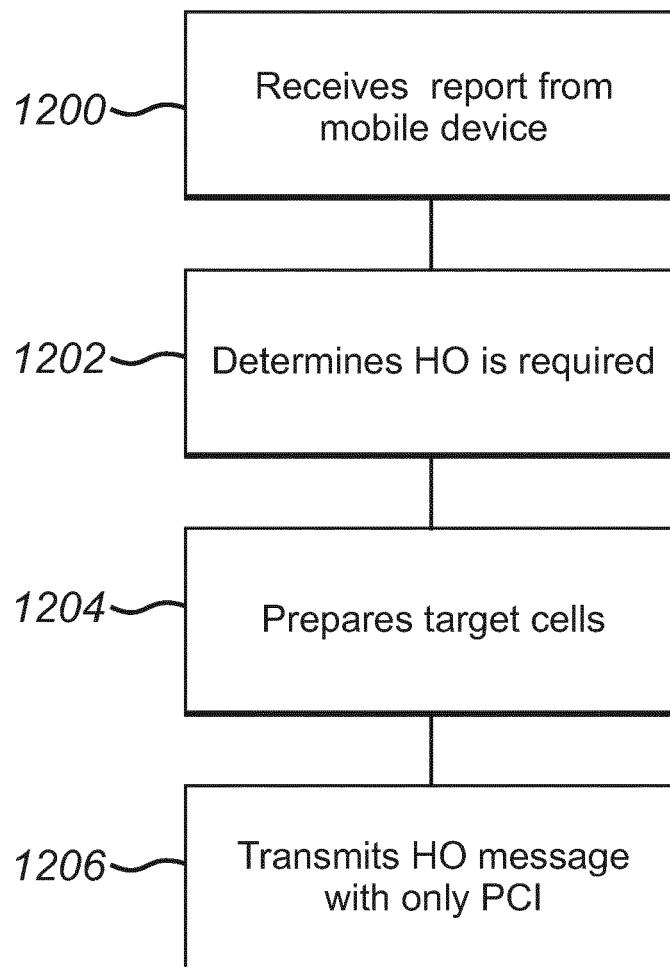 1200
Receives report from
mobile device
1202
Determines HO is required
1204
Prepares target cells
1206
Transmits HO message
with only PCI